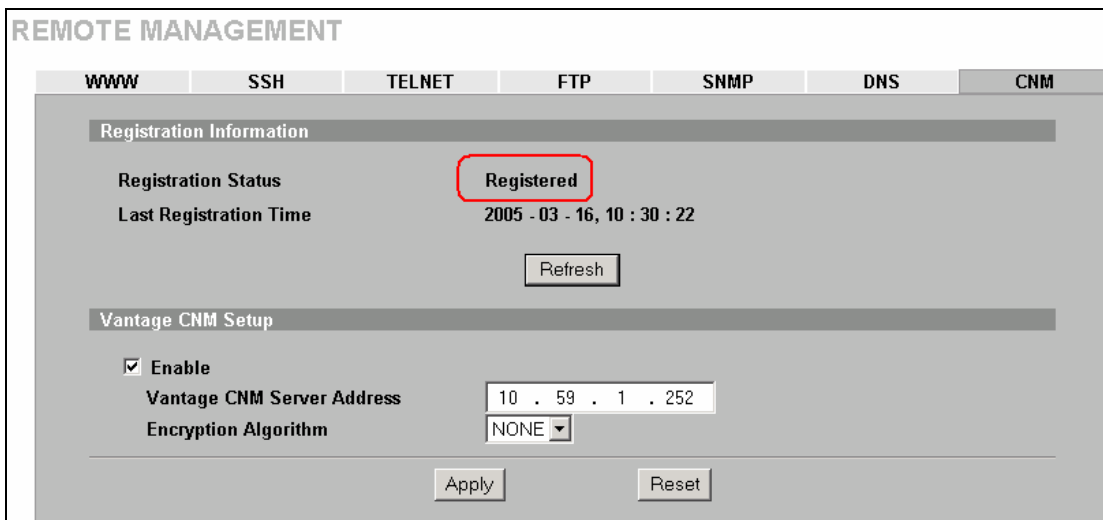 REMOTE MANAGEMENT
WWW SSH TELNET FTP SNMP DNS CNM
Registration Information
Registration Status Registered
Last Registration Time 2005 - 03 - 16, 10 : 30 : 22
Refresh
Vantage CNM Setup
Enable
Vantage CNM Server Address 10 . 59 . 1 . 252
Encryption Algorithm NONE
Apply Reset